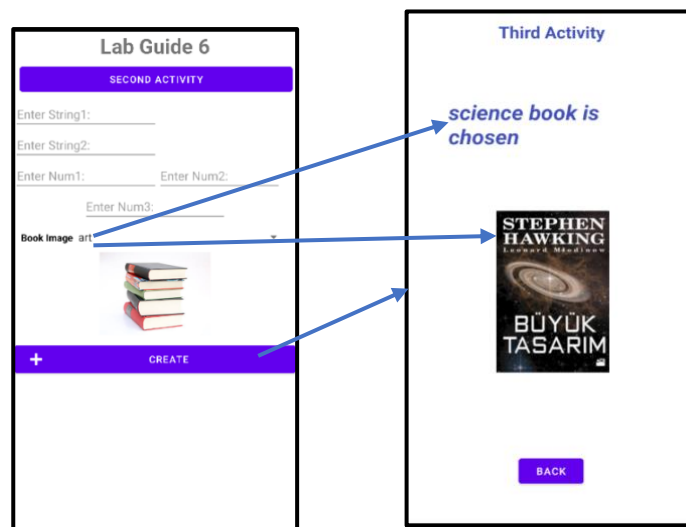 Lab Guide 6
SECOND ACTIVITY
Enter String1:
Enter String2:
Enter Num1: Enter Num2:
Enter Num3:
Book Image art
+ CREATE
Third Activity
science book is
chosen
STEPHEN
HAWKING
Leonard Mlodinow
BÜYÜK
TASARIM
BACK